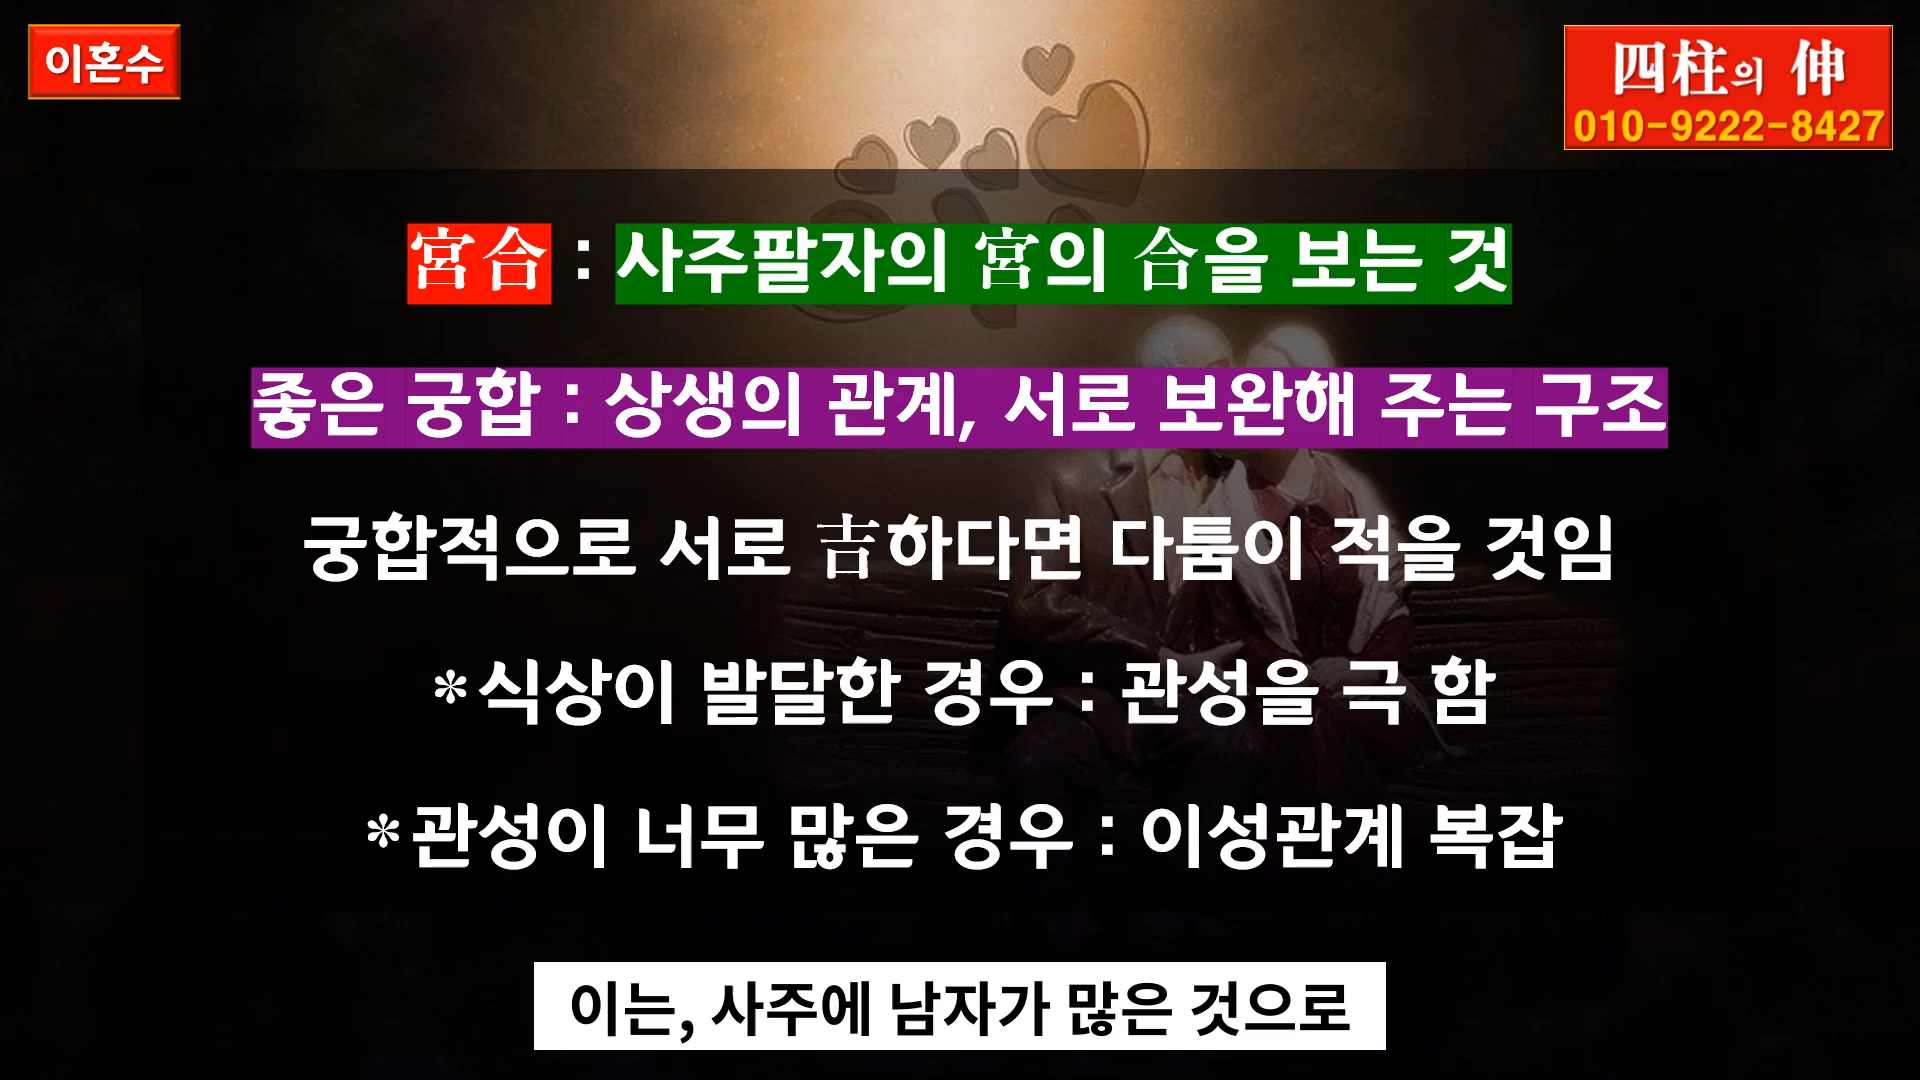 이혼수
四柱의 伸
010-9222-8427
宮合 : 사주팔자의 宮의 合을 보는 것
좋은 궁합 : 상생의 관계, 서로 보완해 주는 구조
궁합적으로 서로 吉하다면 다툼이 적을 것임
*식상이 발달한 경우 : 관성을 극 함
*관성이 너무 많은 경우 : 이성관계 복잡
이는, 사주에 남자가 많은 것으로